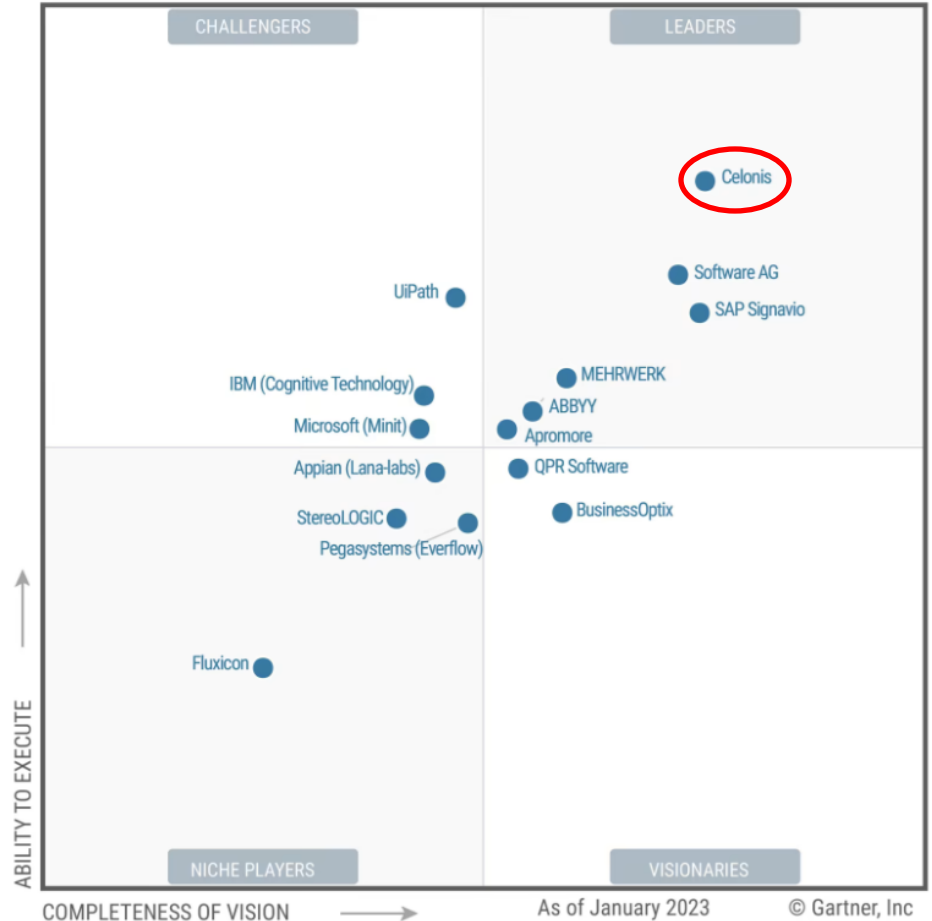 CHALLENGERS
LEADERS
Celonis
Software AG
UiPath
SAP Signavio
MEHRWERK
IBM (Cognitive Technology)
ABBYY
Microsoft (Minit)
Apromore
Appian (Lana-labs)
QPR Software
StereoLOGIC
BusinessOptix
Pegasystems (Everflow)
Fluxicon
ABILITY TO EXECUTE
NICHE PLAYERS
VISIONARIES
COMPLETENESS OF VISION
As of January 2023
© Gartner, Inc